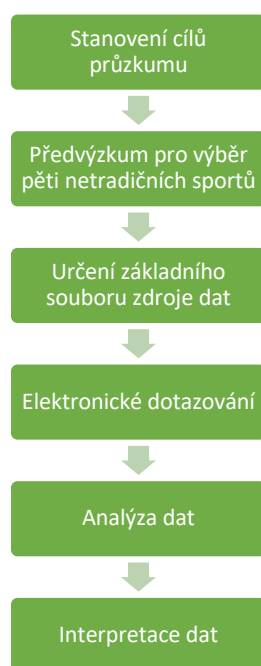 Stanovení cílů
průzkumu
Předvýzkum pro výběr
pěti netradičních sportů
Určení základního
souboru zdroje dat
Elektronické dotazování
Analýza dat
Interpretace dat